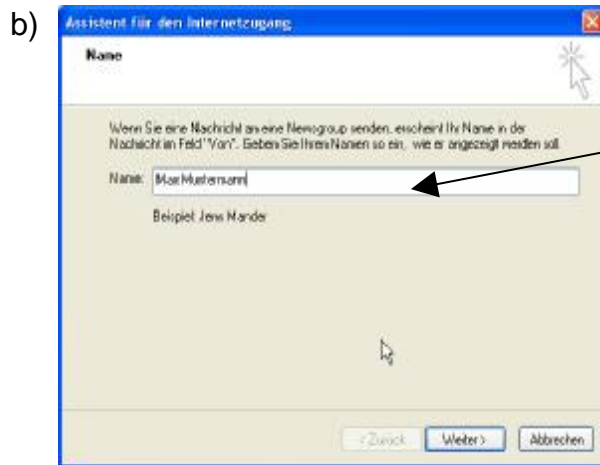 b)
Assistent für den Internetzugang
Name
Wenn Sie eine Nachricht an eine Newsgroup senden, erscheint Ihr Name in der
Nachricht im Feld "Von". Geben Sie Ihren Namen so ein, wie er angezeigt werden soll.
Name: Max Mustermann
Beispiel: Jens Mander
< Zurück Weiter > Abbrechen